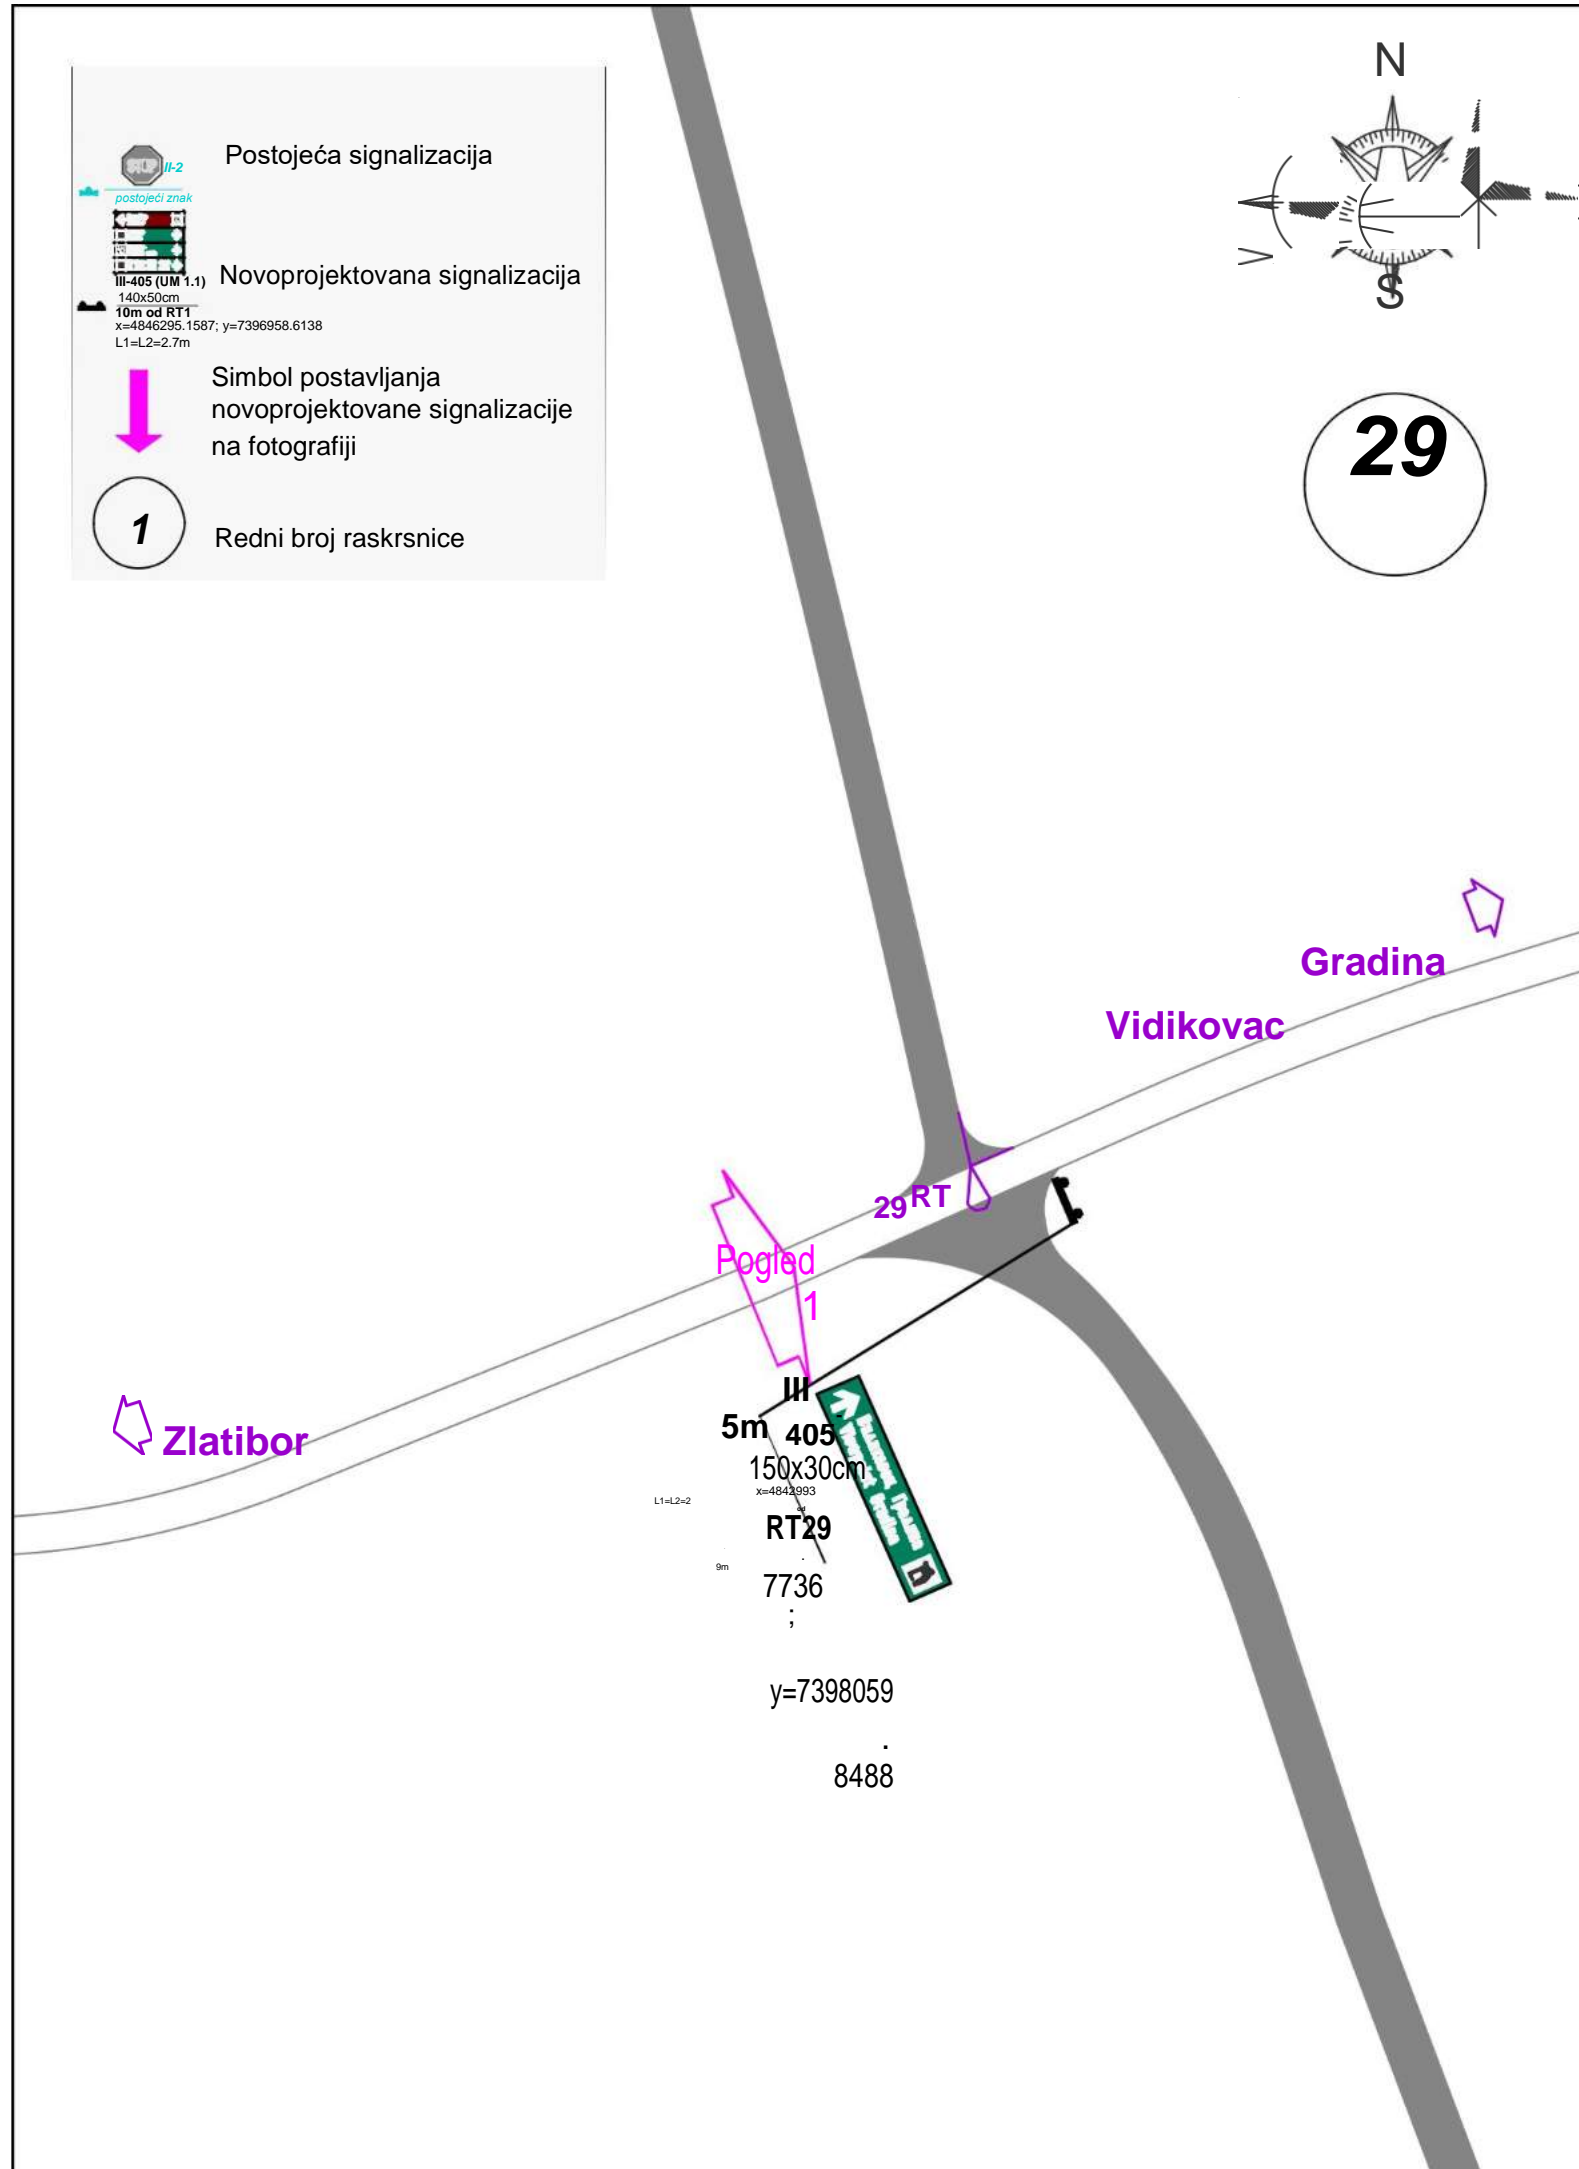 N
S
Postojeća signalizacija
II-2
postojeći znak
III-405 (UM 1.1)
Novoprojektovana signalizacija
140x50cm
10m od RT1
x=4846295.1587; y=7396958.6138
L1=L2=2.7m
Simbol postavljanja
novoprojektovane signalizacije
na fotografiji
1
Redni broj raskrsnice
29
Gradina
Vidikovac
29RT
Pogled
1
Zlatibor
III
5m 405
150x30cm
x=4842993
L1=L2=2
od
RT29
.
9m
7736
;
y=7398059
.
8488